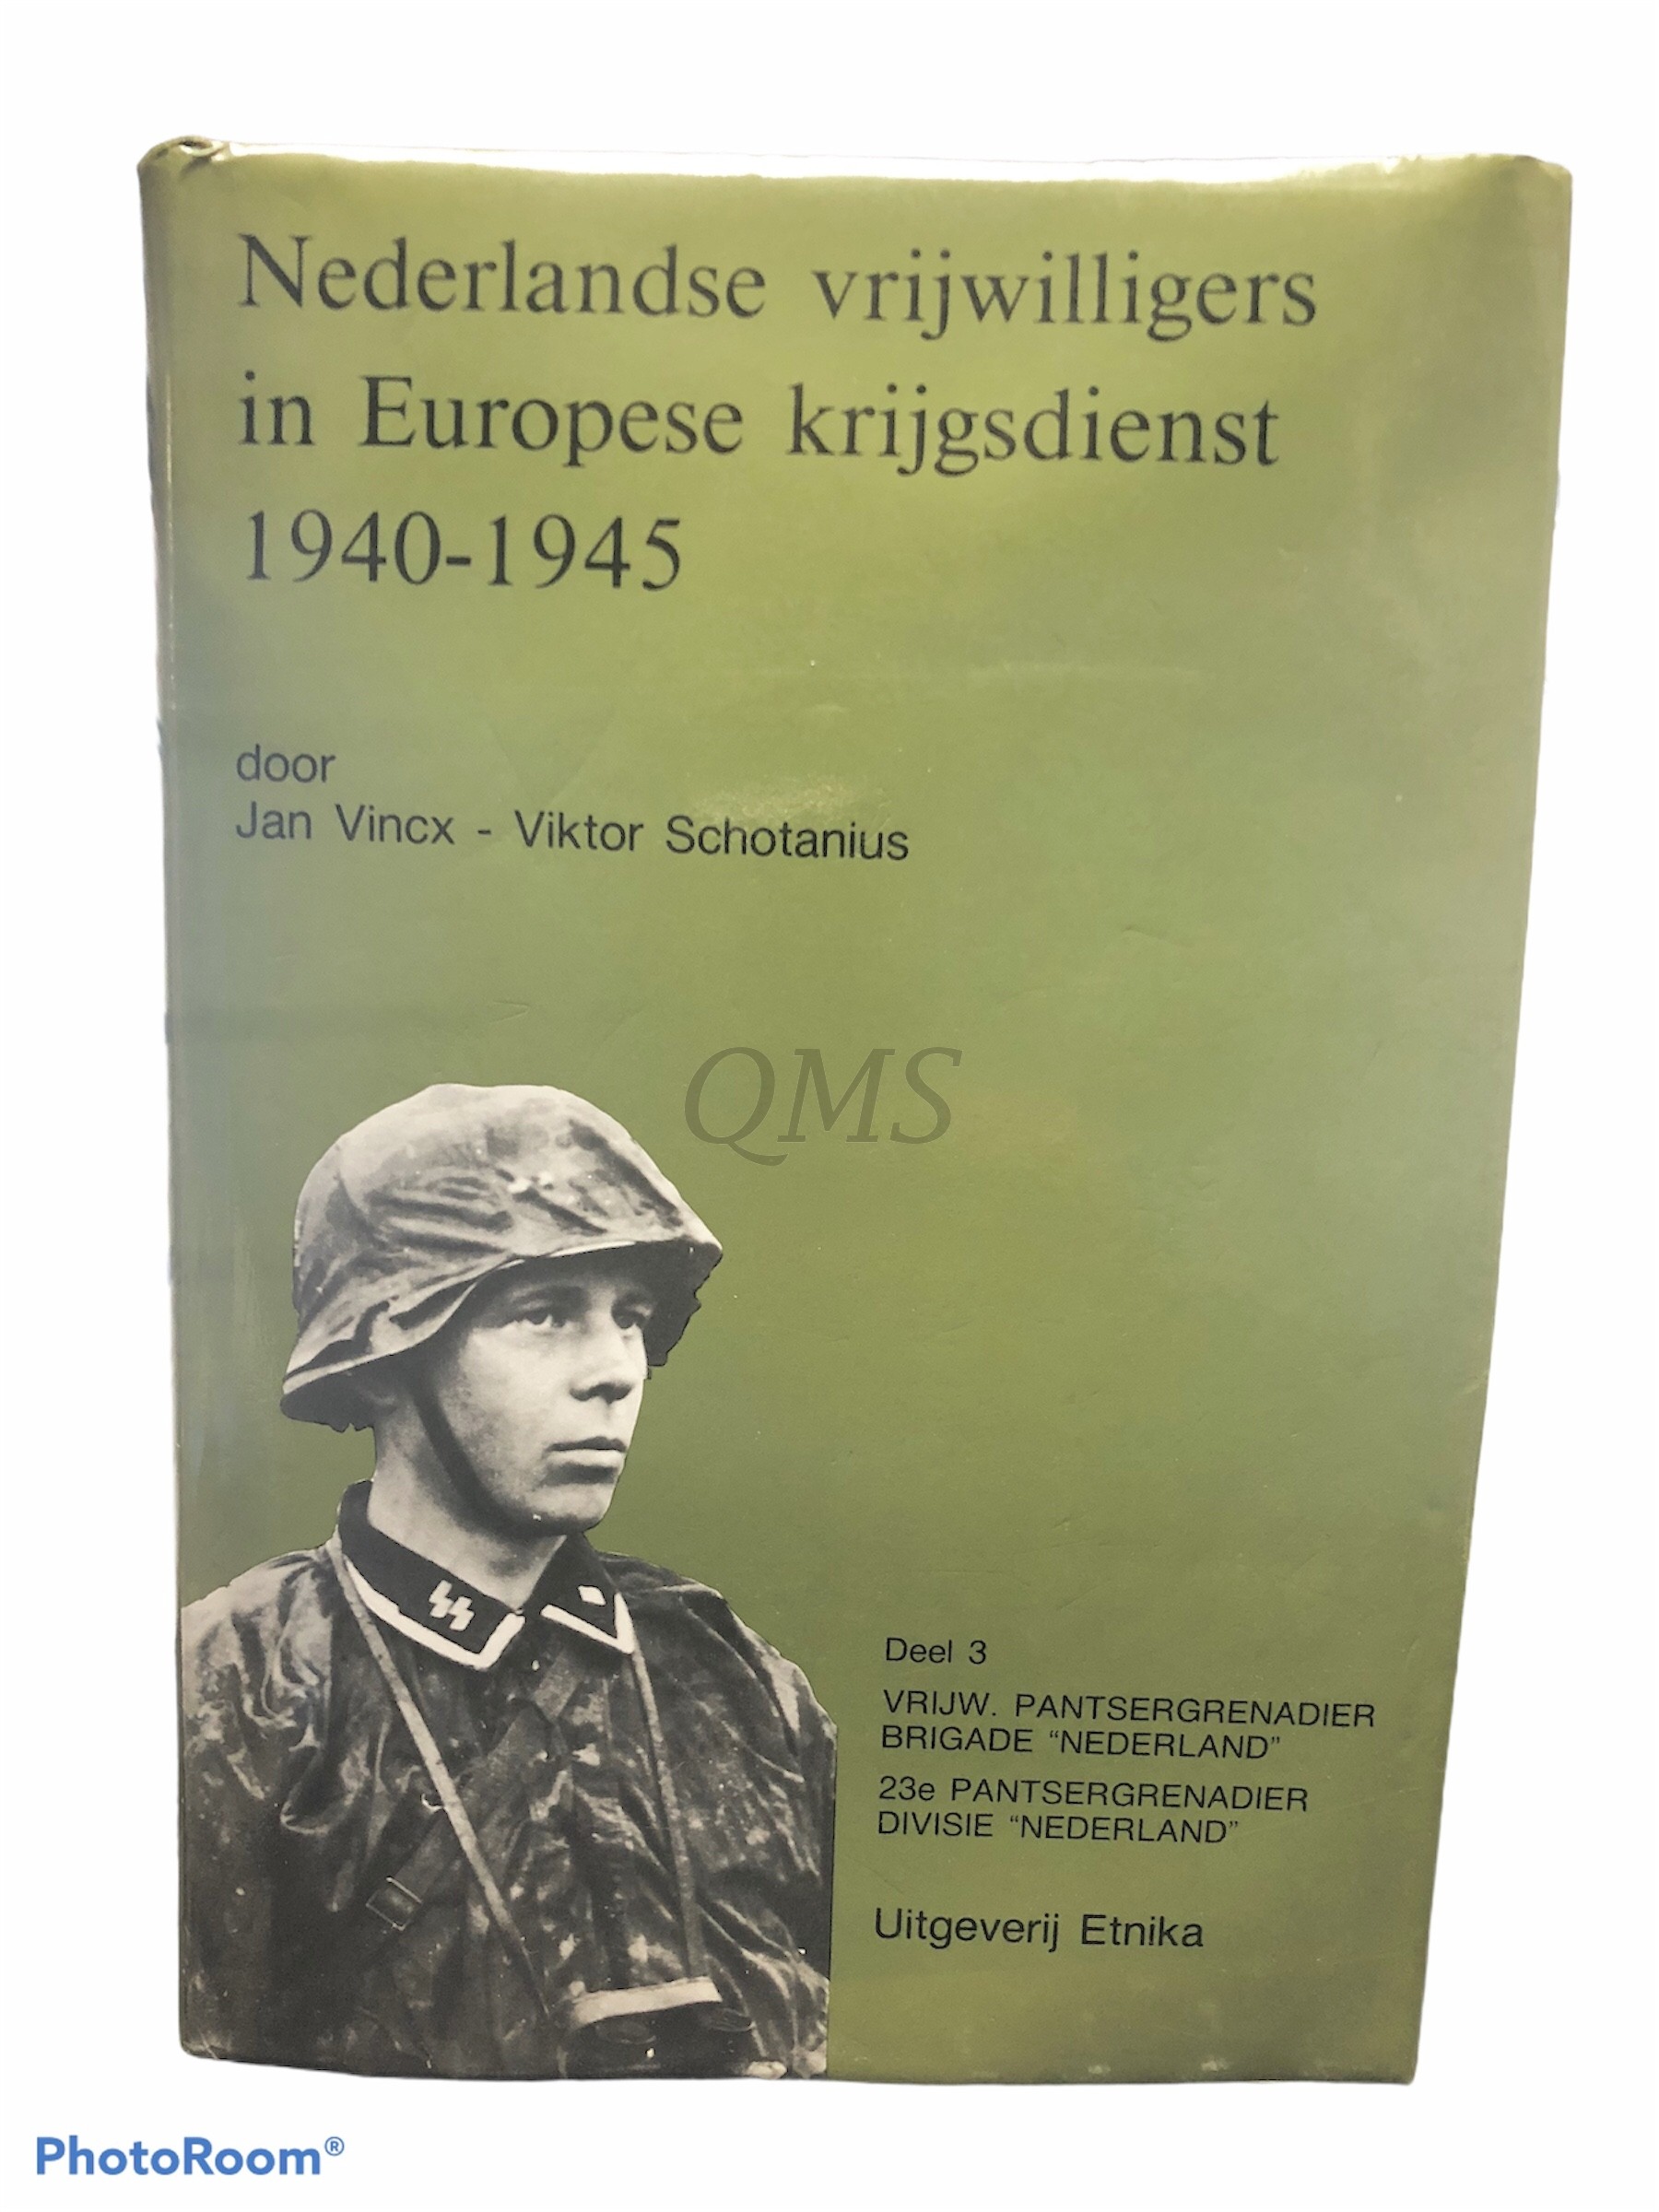 Nederlandse vrijwilligers
in Europese krijgsdienst
1940-1945
door
Jan Vincx - Viktor Schotanius
QMS
Deel 3
VRIJW. PANTSERGRENADIER
BRIGADE “NEDERLAND”
23e PANTSERGRENADIER
DIVISIE “NEDERLAND”
Uitgeverij Etnika
PhotoRoom®